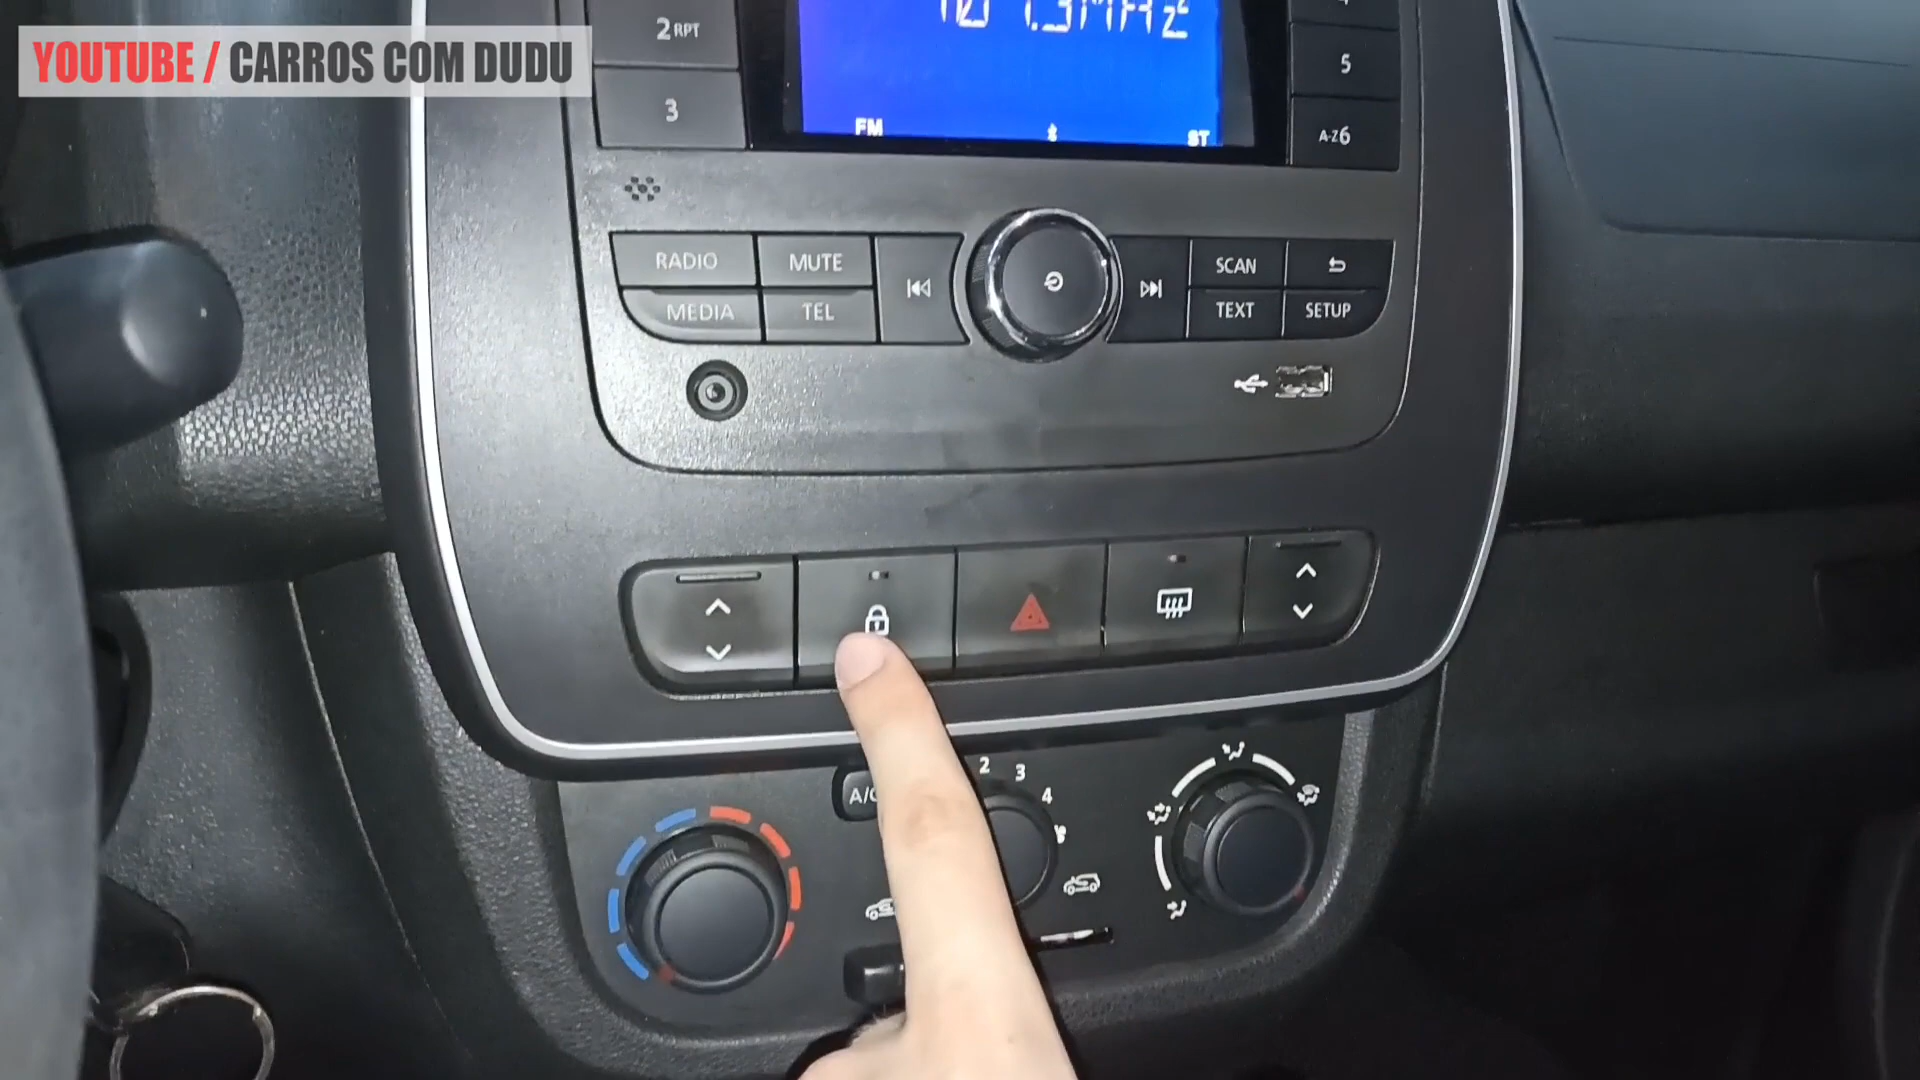 YOUTUBE / CARROS COM DUDU
2 RPT
3
5
A-Z6
FM
ST
RADIO
MUTE
MEDIA
TEL
SCAN
TEXT
SETUP
2
3
4